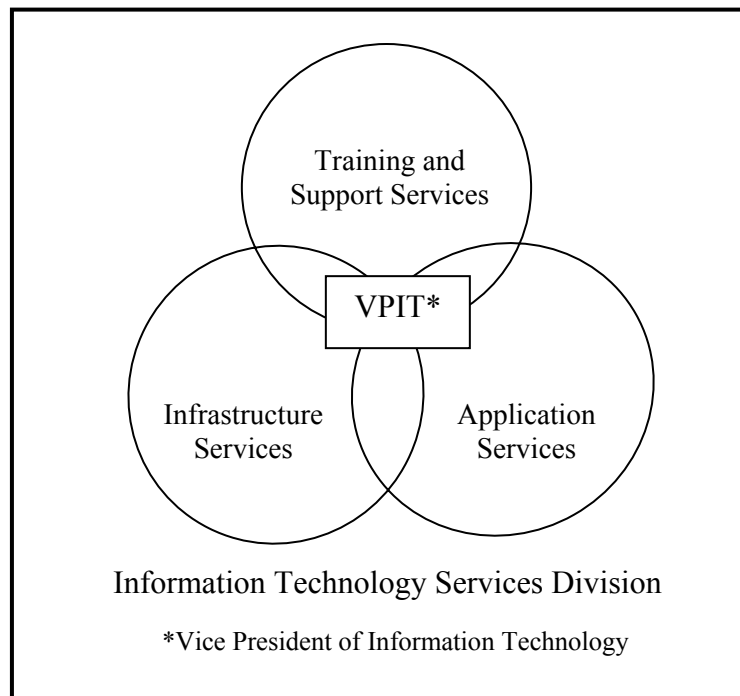 Training and
Support Services
VPIT*
Infrastructure
Services
Application
Services
Information Technology Services Division
*Vice President of Information Technology